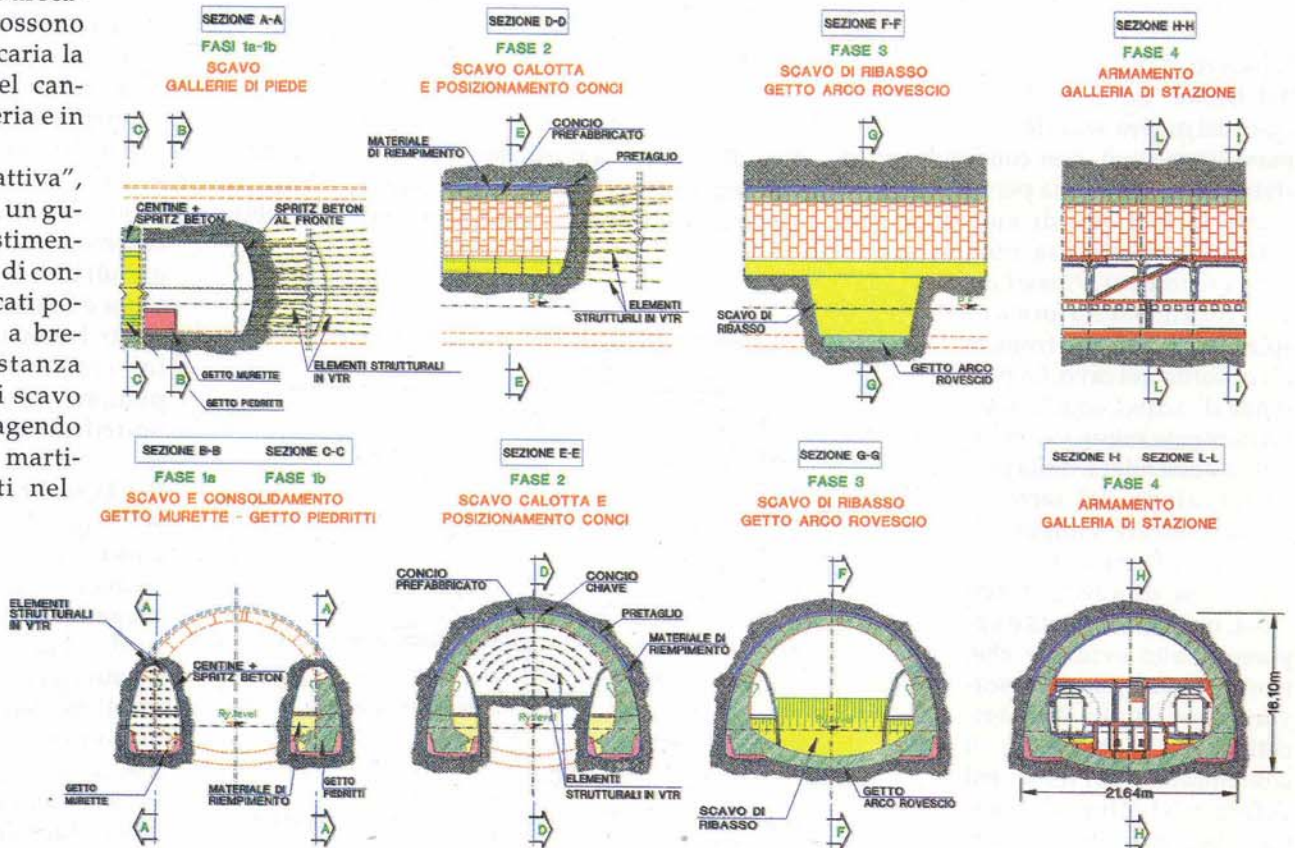 ossono
caria la
el can-
eria e in
attiva",
un gu-
stimen-
di con-
cati po-
a bre-
stanza
i scavo
agendo
marti-
ti nel
SEZIONE A-A
FASI 1a-1b
SCAVO
GALLERIE DI PIEDE
C
B
CENTINE +
SPRITZ BETON
SPRITZ BETON
AL FRONTE
ELEMENTI STRUTTURALI
IN VTR
GETTO MURETTE
GETTO PIEDRITTI
C
B
SEZIONE D-D
FASE 2
SCAVO CALOTTA
E POSIZIONAMENTO CONCI
E
CONCIO
PREFABBRICATO
MATERIALE
DI RIEMPIMENTO
PRETAGLIO
ELEMENTI
STRUTTURLI IN VTR
E
SEZIONE F-F
FASE 3
SCAVO DI RIBASSO
GETTO ARCO ROVESCIO
G
SCAVO DI
RIBASSO
GETTO ARCO
ROVESCIO
G
SEZIONE H-H
FASE 4
ARMAMENTO
GALLERIA DI STAZIONE
L
I
L
I
SEZIONE B-B
SEZIONE C-C
FASE 1a
FASE 1b
SCAVO E CONSOLIDAMENTO
GETTO MURETTE - GETTO PIEDRITTI
A
A
ELEMENTI
STRUTTURALI
IN VTR
CENTINE +
SPRITZ BETON
GETTO
MURETTE
MATERIALE DI
RIEMPIMENTO
GETTO
PIEDRITTI
A
A
SEZIONE E-E
FASE 2
SCAVO CALOTTA E
POSIZIONAMENTO CONCI
D
CONCIO
PREFABBRICATO
CONCIO
CHIAVE
PRETAGLIO
MATERIALE DI
RIEMPIMENTO
ELEMENTI
STRUTTURALI IN VTR
D
SEZIONE G-G
FASE 3
SCAVO DI RIBASSO
GETTO ARCO ROVESCIO
F
SCAVO DI
RIBASSO
GETTO
ARCO ROVESCIO
F
SEZIONE I-I
SEZIONE L-L
FASE 4
ARMAMENTO
GALLERIA DI STAZIONE
H
16,10m
21.64m
H